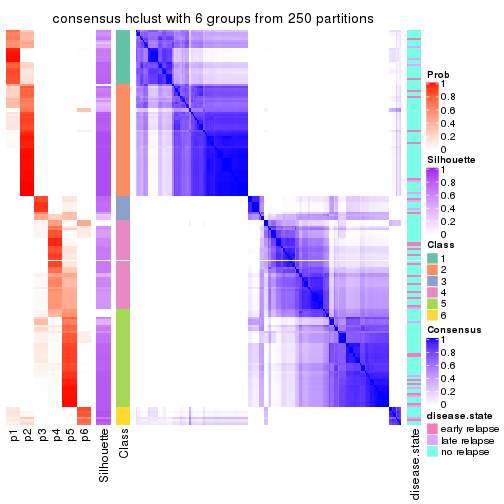 consensus hclust with 6 groups from 250 partitions
Prob
1
0.8
0.6
0.4
0.2
0
Silhouette
1
0.8
0.6
0.4
0.2
0
Class
1
2
3
4
5
6
Consensus
1
0.8
0.6
0.4
0.2
0
disease.state
early relapse
late relapse
no relapse
p1
p2
p3
p4
p5
p6
Silhouette
Class
disease.state